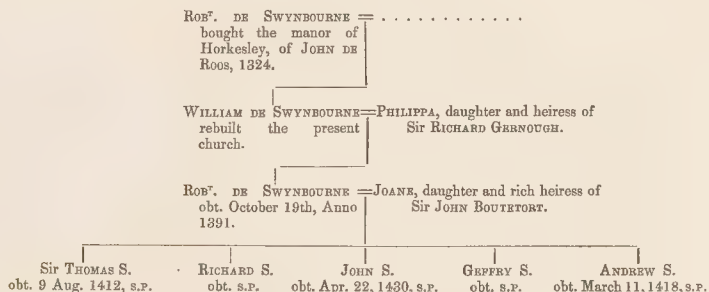 ROBT. DE SWYNBOURNE = . . . . . . . . . . . . .
bought the manor of
Horkesley, of JOHN DE
ROOS, 1324.
WILLIAM DE SWYNBOURNE=PHILIPPA, daughter and heiress of
rebuilt the present
church.
Sir RICHARD GERNOUGH.
ROBT. DE SWYNBOURNE =JOANE, daughter and rich heiress of
obt. October 19th, Anno
1391.
Sir JOHN BOUTETORT.
Sir THOMAS S.
obt. 9 Aug. 1412, S.P.
RICHARD S.
obt. S.P.
JOHN S.
obt. Apr. 22, 1430, S.P.
GEFFRY S.
obt. S.P.
ANDREW S.
obt. March 11, 1418, S.P.